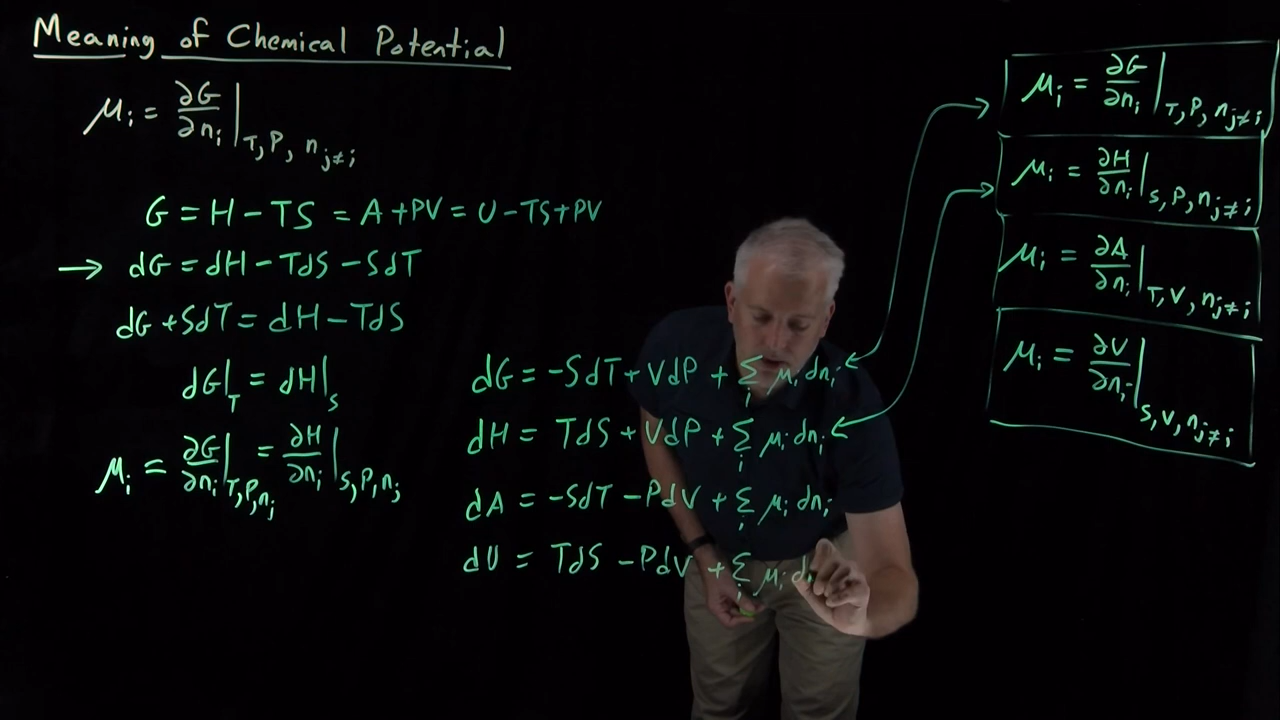 Meaning of Chemical Potential
μᵢ = ∂G/∂nᵢ |T, P, nⱼ≠ᵢ
G = H - TS = A + PV = U - TS + PV
→ dG = dH - TdS - SdT
dG + SdT = dH - TdS
dG|T = dH|S
μᵢ = ∂G/∂nᵢ |T,P,nⱼ = ∂H/∂nᵢ |S,P,nⱼ
dG = -SdT + VdP + Σᵢ μᵢ dnᵢ
dH = TdS + VdP + Σᵢ μᵢ dnᵢ
dA = -SdT - PdV + Σᵢ μᵢ dnᵢ
dU = TdS - PdV + Σᵢ μᵢ
μᵢ = ∂G/∂nᵢ |T, P, nⱼ≠ᵢ
μᵢ = ∂H/∂nᵢ |S, P, nⱼ≠ᵢ
μᵢ = ∂A/∂nᵢ |T, V, nⱼ≠ᵢ
μᵢ = ∂U/∂nᵢ |S, V, nⱼ≠ᵢ